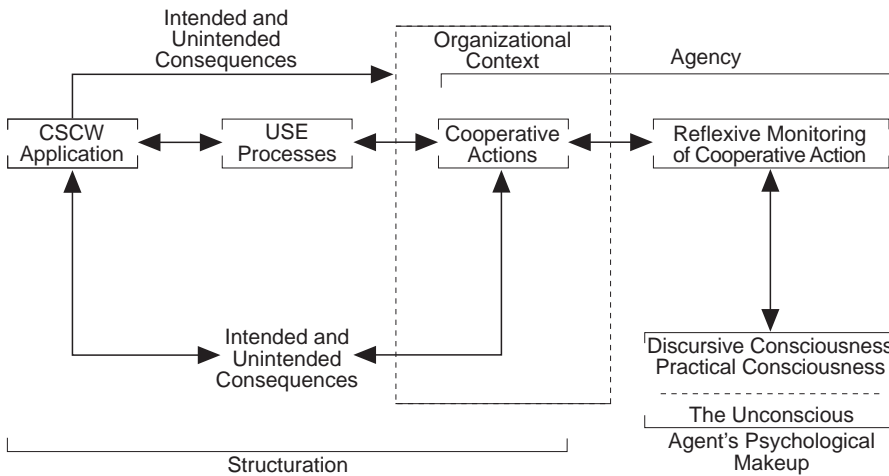 Intended and
Unintended
Consequences
Organizational
Context
Agency
CSCW
Application
USE
Processes
Cooperative
Actions
Reflexive Monitoring
of Cooperative Action
Intended and
Unintended
Consequences
Discursive Consciousness
Practical Consciousness
The Unconscious
Agent's Psychological
Makeup
Structuration